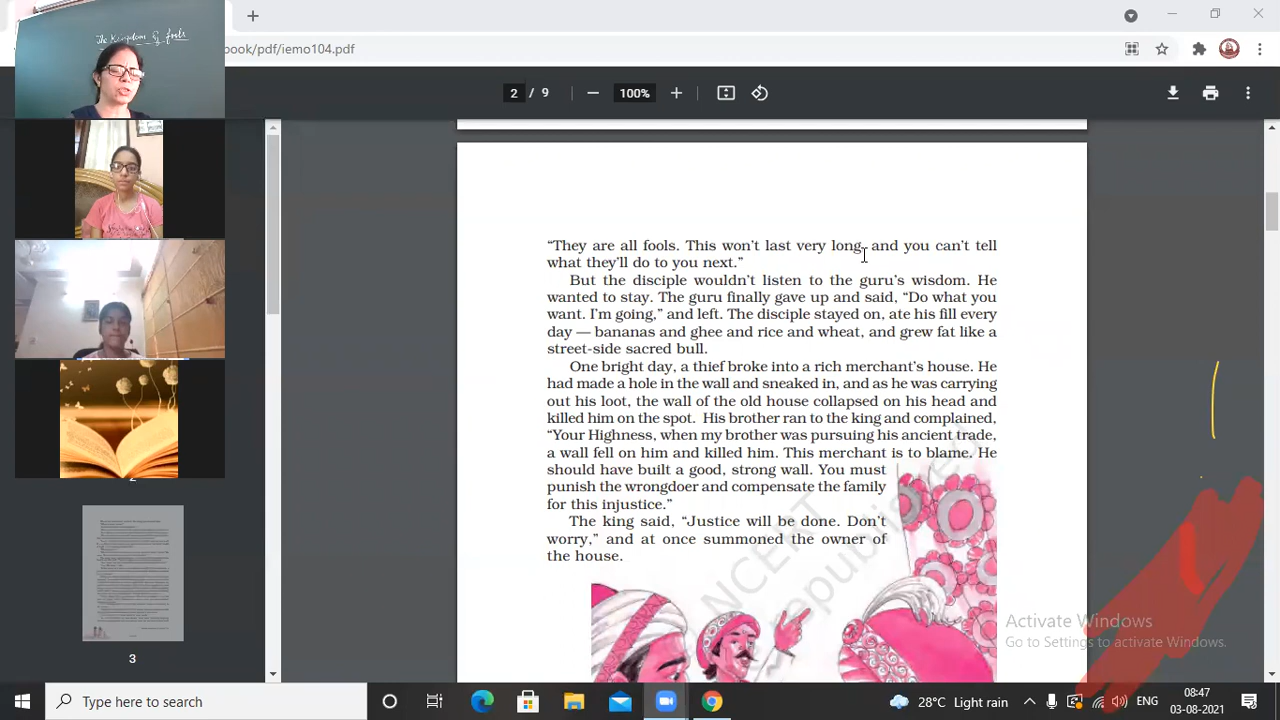 The Kingdom of fools
book/pdf/iemo104.pdf
2 / 9
100%
“They are all fools. This won’t last very long, and you can’t tell
what they’ll do to you next.”
But the disciple wouldn’t listen to the guru’s wisdom. He
wanted to stay. The guru finally gave up and said, “Do what you
want. I’m going,” and left. The disciple stayed on, ate his fill every
day — bananas and ghee and rice and wheat, and grew fat like a
street-side sacred bull.
One bright day, a thief broke into a rich merchant’s house. He
had made a hole in the wall and sneaked in, and as he was carrying
out his loot, the wall of the old house collapsed on his head and
killed him on the spot. His brother ran to the king and complained,
“Your Highness, when my brother was pursuing his ancient trade,
a wall fell on him and killed him. This merchant is to blame. He
should have built a good, strong wall. You must
punish the wrongdoer and compensate the family
for this injustice.”
The king said, “Justice will be done. Don’t
worry,” and at once summoned the owner of
the house.
2
3
Activate Windows
Go to Settings to activate Windows.
Type here to search
28°C Light rain
ENG
08:47
03-08-2021